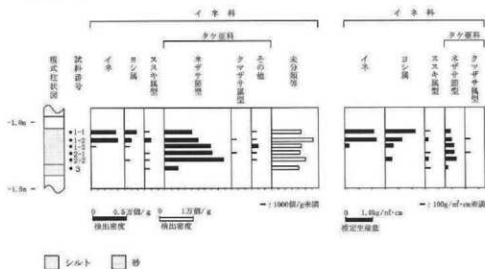 イネ科
イネ科
タケ亜科
タケ亜科
模式柱状図
試料番号
イネ
ヨシ属
ススキ属型
ネザサ節型
クマザサ属型
その他
未分類等
イネ
ヨシ属
ススキ属型
ネザサ節型
クマザサ属型
-1.0m
1-1
1-2
3
0 0.5万個/g
検出密度
0 1万個/g
検出密度
-:1000個/g未満
0 1.0kg/㎡・cm
推定生産量
-:100g/㎡・cm未満
シルト
砂